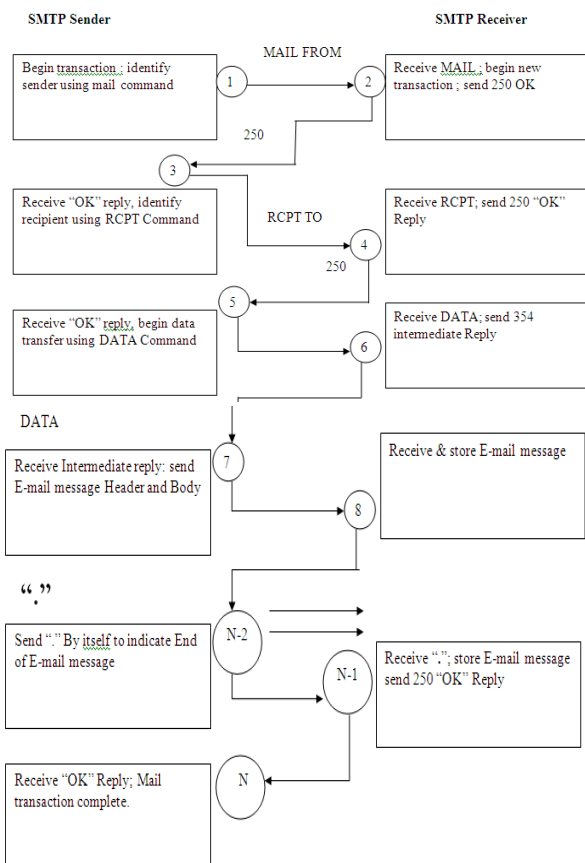 SMTP Sender
SMTP Receiver
MAIL FROM
Begin transaction ; identify
sender using mail command
1
2
Receive MAIL ; begin new
transaction ; send 250 OK
250
3
Receive “OK” reply, identify
recipient using RCPT Command
RCPT TO
Receive RCPT; send 250 “OK”
Reply
4
250
5
Receive “OK” reply, begin data
transfer using DATA Command
6
Receive DATA; send 354
intermediate Reply
DATA
7
Receive Intermediate reply: send
E-mail message Header and Body
Receive & store E-mail message
8
“.”
Send “.” By itself to indicate End
of E-mail message
N-2
N-1
Receive “.”; store E-mail message
send 250 “OK” Reply
Receive “OK” Reply; Mail
transaction complete.
N